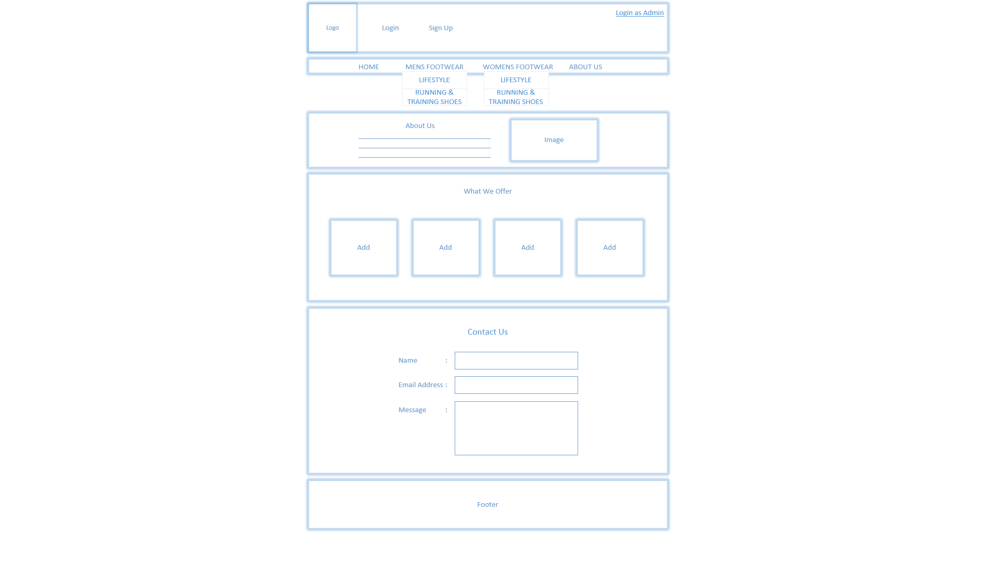 Login as Admin
Logo
Login
Sign Up
HOME
MENS FOOTWEAR
WOMENS FOOTWEAR
ABOUT US
LIFESTYLE
RUNNING &
TRAINING SHOES
LIFESTYLE
RUNNING &
TRAINING SHOES
About Us
Image
What We Offer
Add
Add
Add
Add
Contact Us
Name :
Email Address :
Message :
Footer